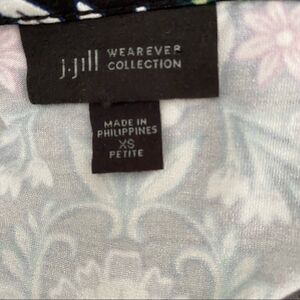 j.jill WEAREVER
COLLECTION
MADE IN
PHILIPPINES
XS
PETITE